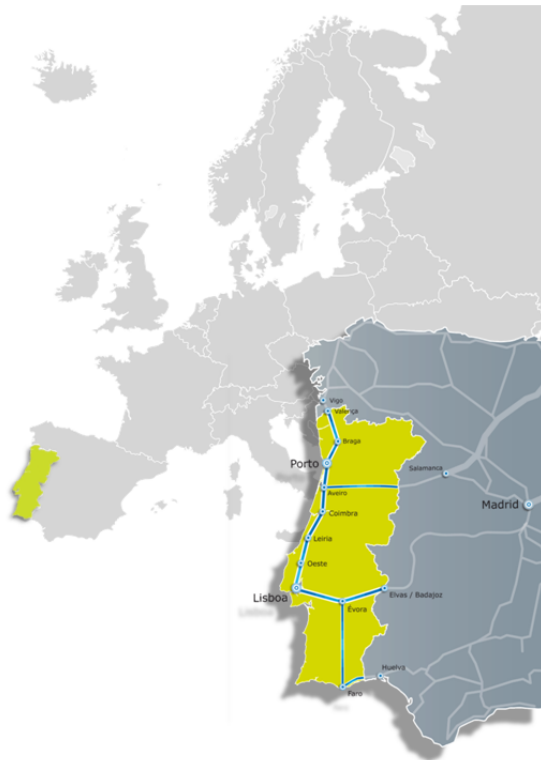 Vigo
Valença
Braga
Porto
Salamanca
Aveiro
Madrid
Coimbra
Leiria
Oeste
Lisboa
Elvas / Badajoz
Évora
Huelva
Faro